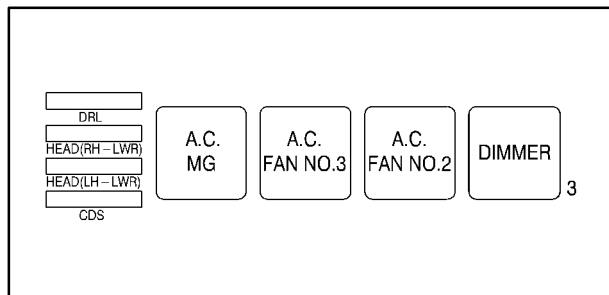 DRL
HEAD(RH-LWR)
HEAD(LH-LWR)
CDS
A.C.
MG
A.C.
FAN NO.3
A.C.
FAN NO.2
DIMMER
3